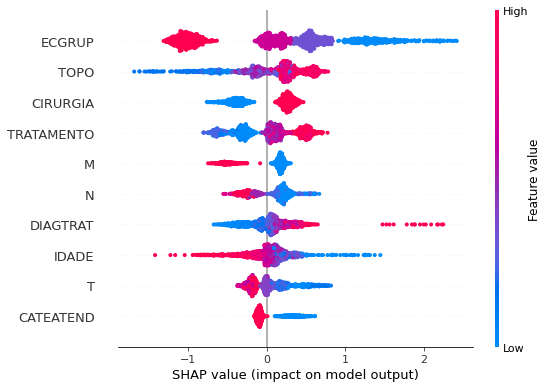 High
ECGRUP
TOPO
CIRURGIA
TRATAMENTO
M
N
DIAGTRAT
IDADE
T
CATEATEND
Feature value
Low
−1
0
1
2
SHAP value (impact on model output)